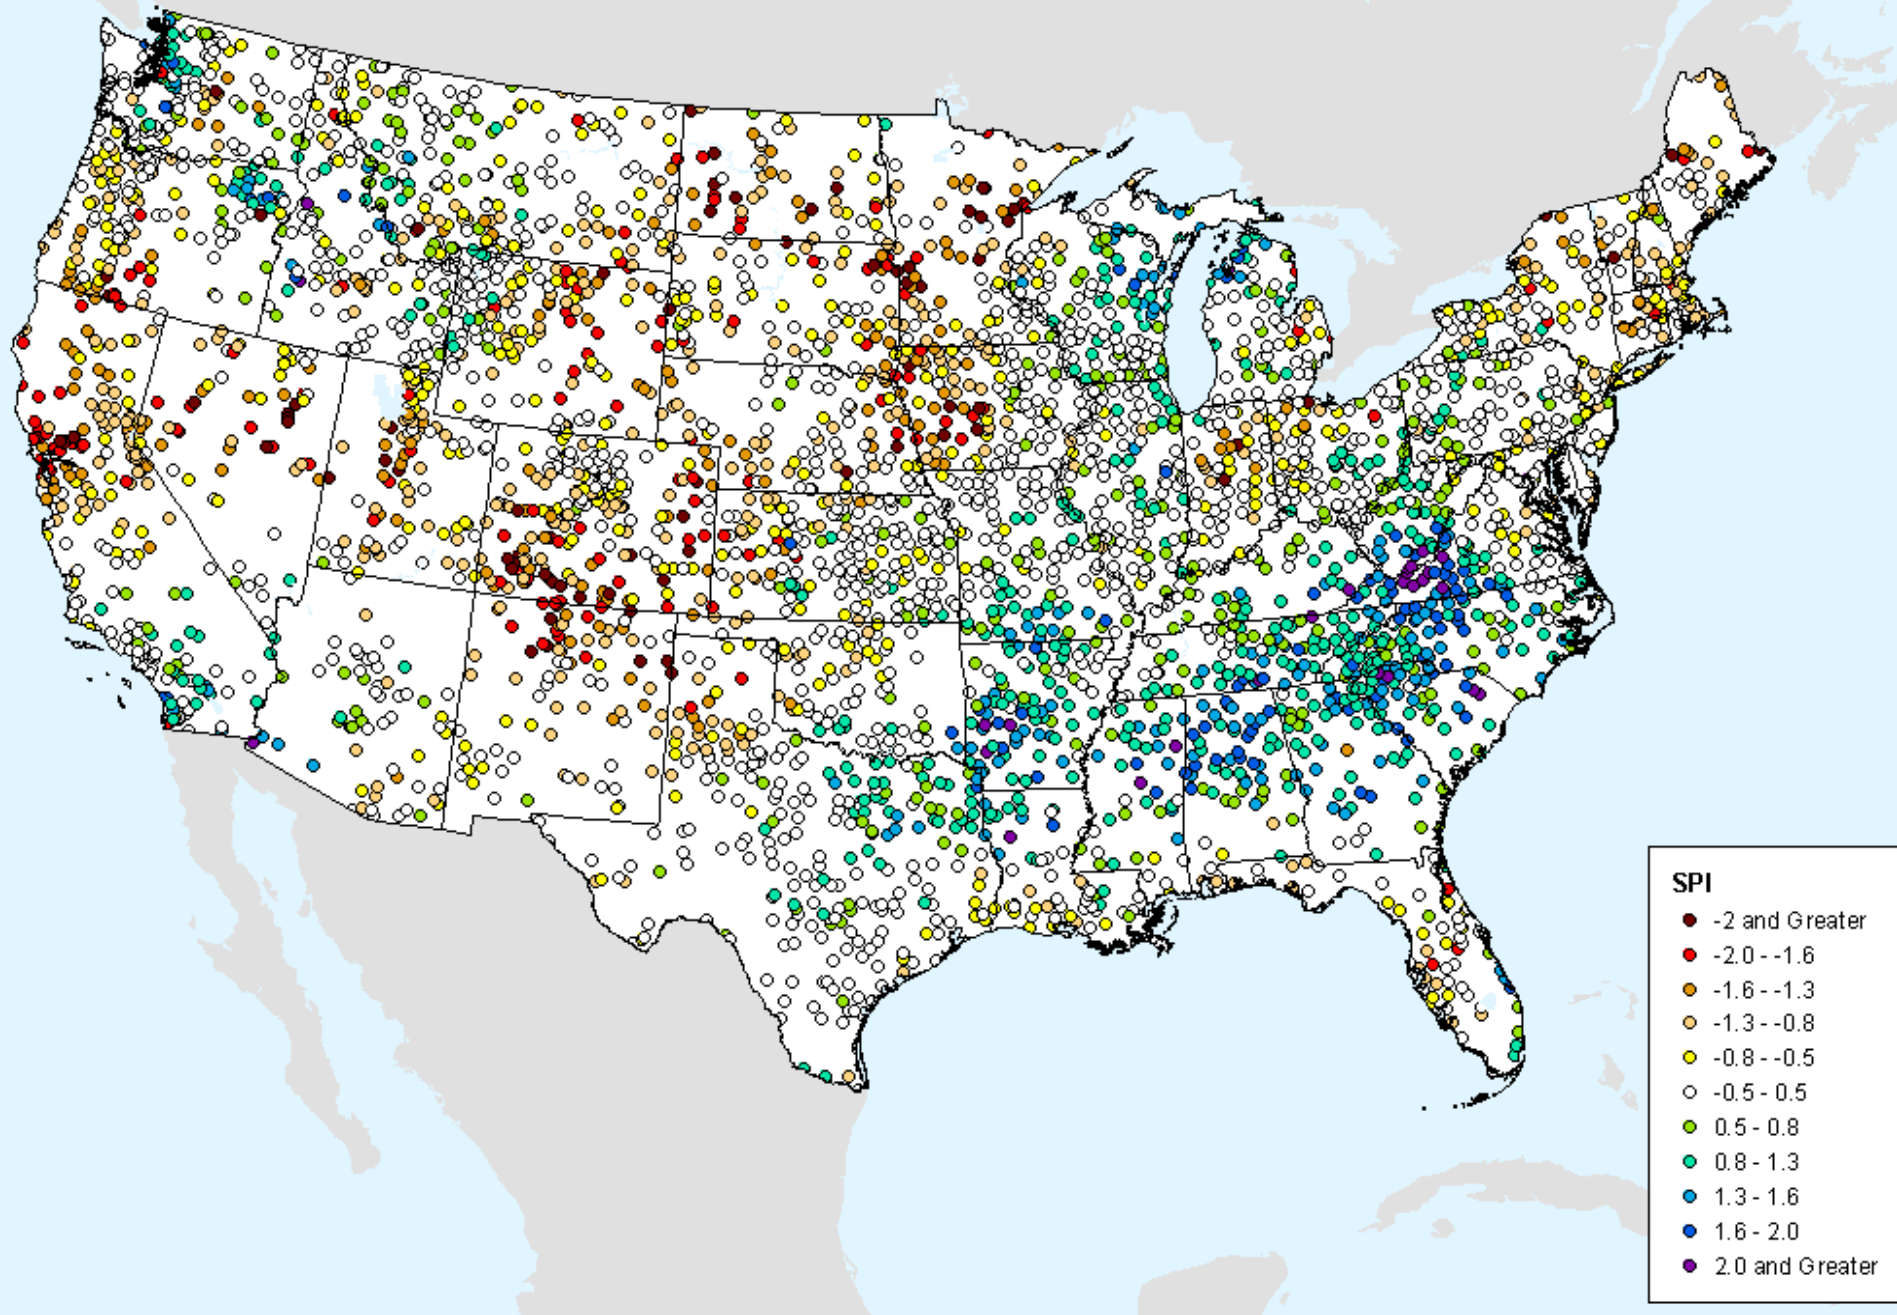 SPI
-2 and Greater
-2.0 - -1.6
-1.6 - -1.3
-1.3 - -0.8
-0.8 - -0.5
-0.5 - 0.5
0.5 - 0.8
0.8 - 1.3
1.3 - 1.6
1.6 - 2.0
2.0 and Greater